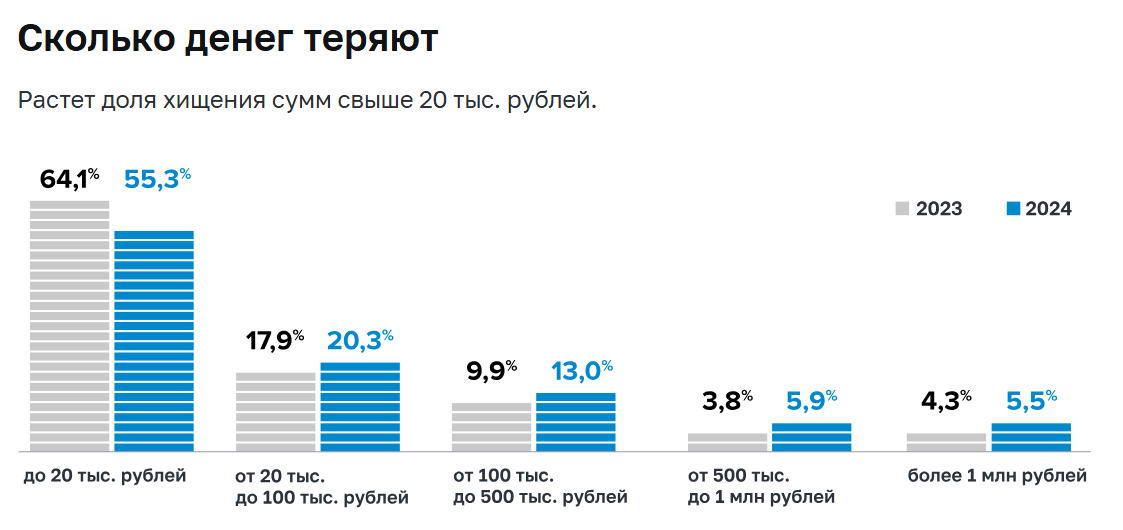 Сколько денег теряют
Растет доля хищения сумм свыше 20 тыс. рублей.
64,1% 55,3%
2023 2024
17,9% 20,3%
9,9% 13,0%
3,8% 5,9%
4,3% 5,5%
до 20 тыс. рублей
от 20 тыс.
до 100 тыс. рублей
от 100 тыс.
до 500 тыс. рублей
от 500 тыс.
до 1 млн рублей
более 1 млн рублей